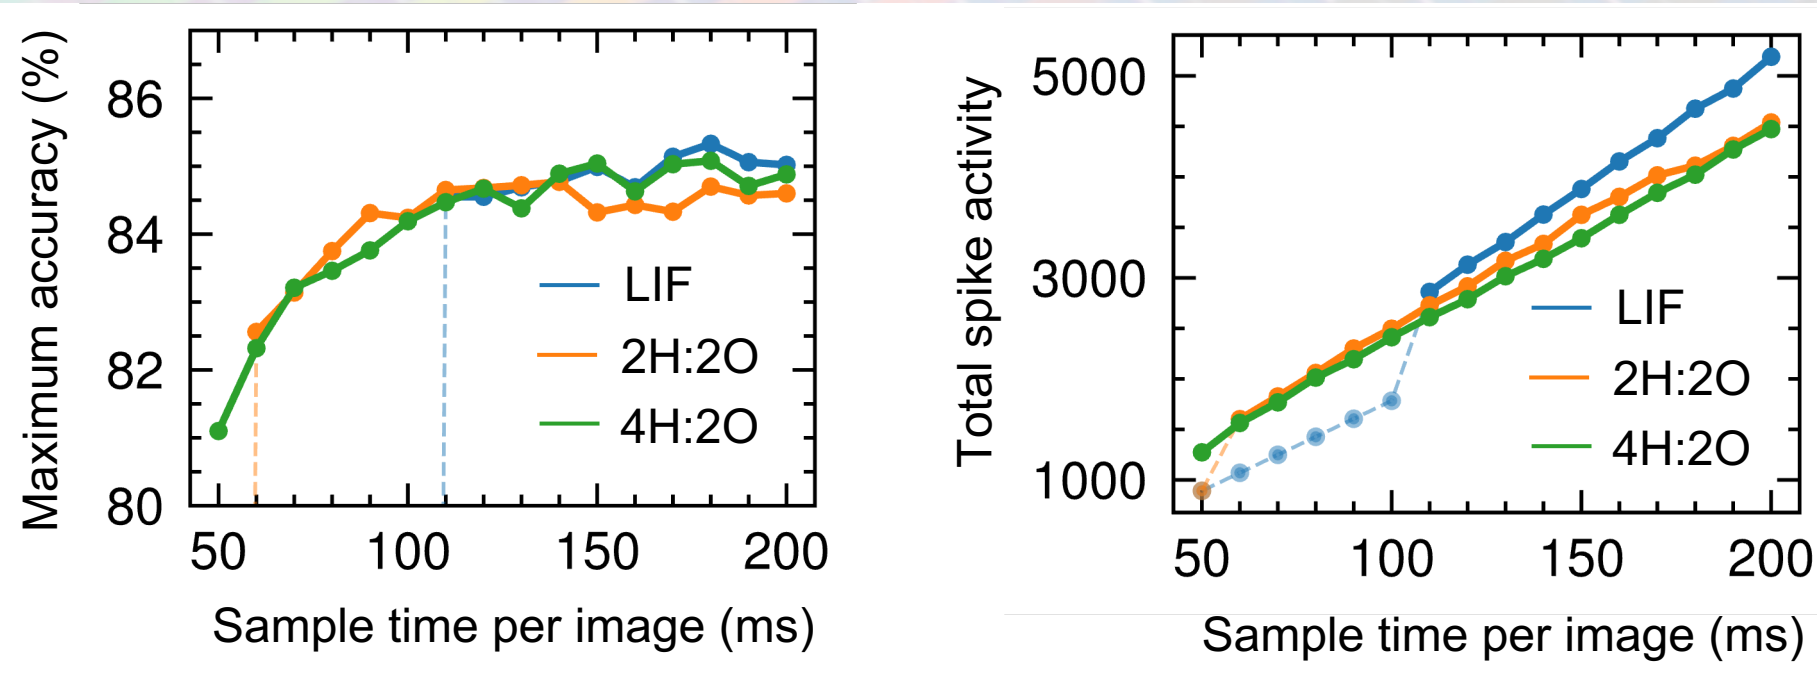 Maximum accuracy (%)
86
84
82
80
50 100 150 200
Sample time per image (ms)
LIF
2H:2O
4H:2O
Total spike activity
5000
3000
1000
50 100 150 200
Sample time per image (ms)
LIF
2H:2O
4H:2O